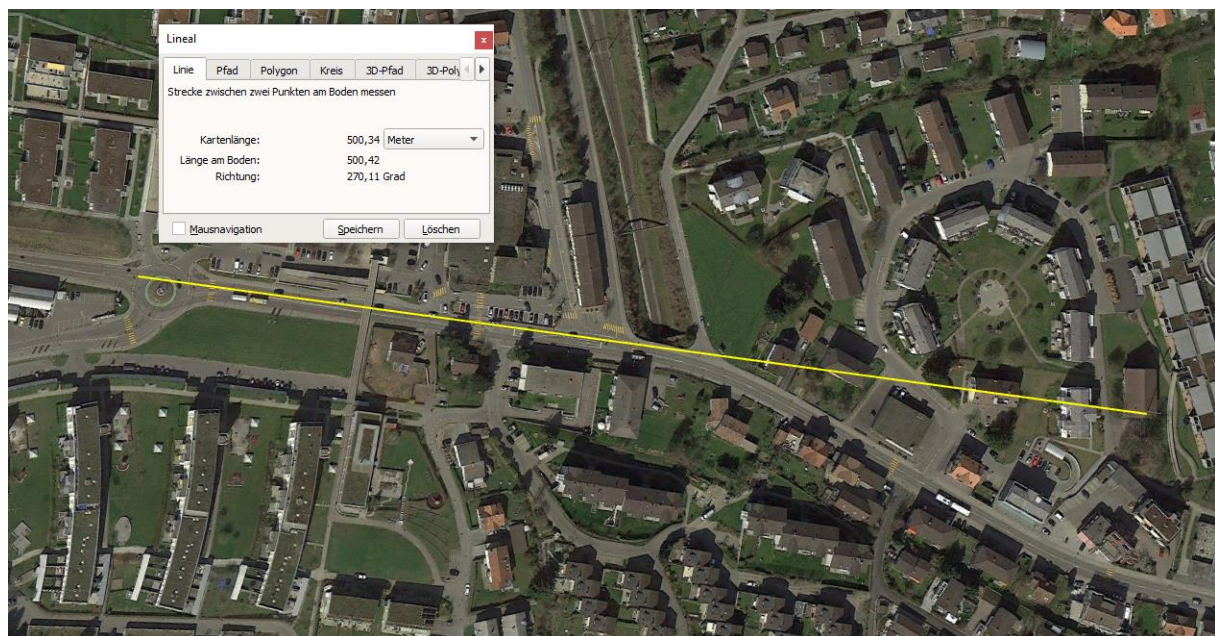 Lineal
x
Linie Pfad Polygon Kreis 3D-Pfad 3D-Poly
Strecke zwischen zwei Punkten am Boden messen
Kartenlänge: 500,34 Meter
Länge am Boden: 500,42
Richtung: 270,11 Grad
Mausnavigation Speichern Löschen